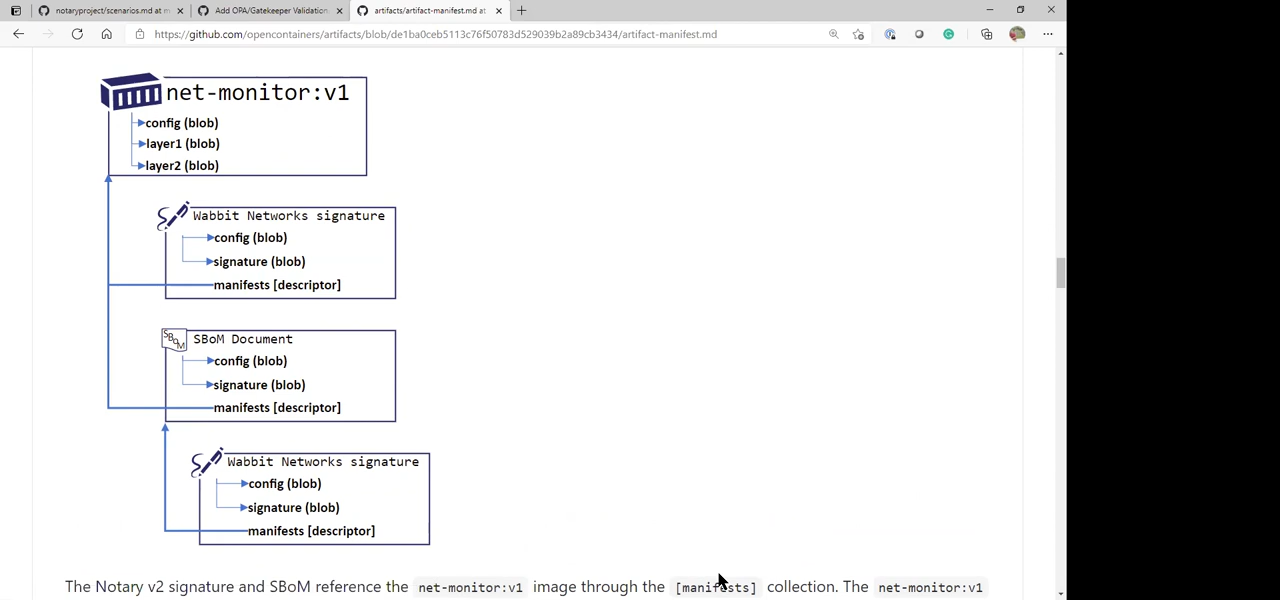 notaryproject/scenarios.md at m
Add OPA/Gatekeeper Validation
artifacts/artifact-manifest.md at
https://github.com/opencontainers/artifacts/blob/de1ba0ceb5113c76f50783d529039b2a89cb3434/artifact-manifest.md
net-monitor:v1
config (blob)
layer1 (blob)
layer2 (blob)
Wabbit Networks signature
config (blob)
signature (blob)
manifests [descriptor]
SBoM
SBoM Document
config (blob)
signature (blob)
manifests [descriptor]
Wabbit Networks signature
config (blob)
signature (blob)
manifests [descriptor]
The Notary v2 signature and SBoM reference the net-monitor:v1 image through the [manifests] collection. The net-monitor:v1